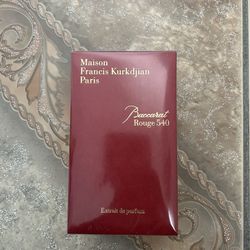 Maison
Francis Kurkdjian
Paris
Baccarat
Rouge 540
Extrait de parfum